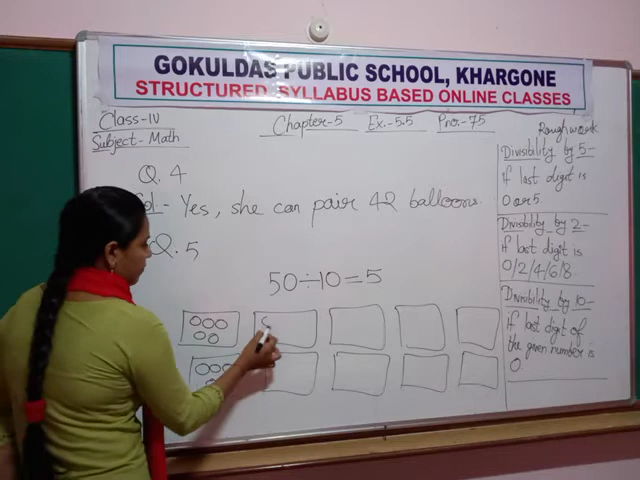 GOKULDAS PUBLIC SCHOOL, KHARGONE
STRUCTURED SYLLABUS BASED ONLINE CLASSES
Class-IV
Subject- Math
Chapter-5 Ex.-5.5 Pno.-75
Q. 4
Sol.- Yes, she can pair 42 balloons.
Q. 5
50÷10=5
Rough work
Divisibility by 5-
if last digit is
0 or 5
Divisibility by 2-
if last digit is
0/2/4/6/8
Divisibility by 10-
if last digit of
the given number is
0.